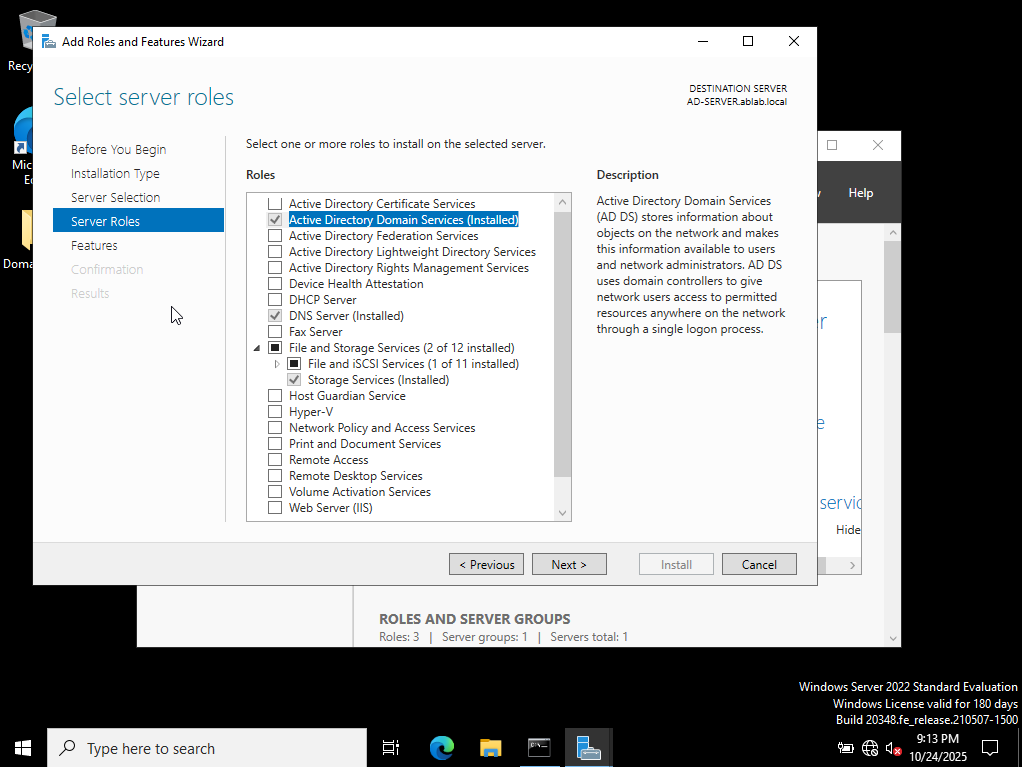 Recy
Mic
Ed
Doma
Add Roles and Features Wizard
Select server roles
DESTINATION SERVER
AD-SERVER.ablab.local
Before You Begin
Installation Type
Server Selection
Server Roles
Features
Confirmation
Results
Select one or more roles to install on the selected server.
Roles
Active Directory Certificate Services
Active Directory Domain Services (Installed)
Active Directory Federation Services
Active Directory Lightweight Directory Services
Active Directory Rights Management Services
Device Health Attestation
DHCP Server
DNS Server (Installed)
Fax Server
File and Storage Services (2 of 12 installed)
File and iSCSI Services (1 of 11 installed)
Storage Services (Installed)
Host Guardian Service
Hyper-V
Network Policy and Access Services
Print and Document Services
Remote Access
Remote Desktop Services
Volume Activation Services
Web Server (IIS)
Description
Active Directory Domain Services
(AD DS) stores information about
objects on the network and makes
this information available to users
and network administrators. AD DS
uses domain controllers to give
network users access to permitted
resources anywhere on the network
through a single logon process.
< Previous
Next >
Install
Cancel
Help
servic
Hide
ROLES AND SERVER GROUPS
Roles: 3 | Server groups: 1 | Servers total: 1
Windows Server 2022 Standard Evaluation
Windows License valid for 180 days
Build 20348.fe_release.210507-1500
Type here to search
9:13 PM
10/24/2025